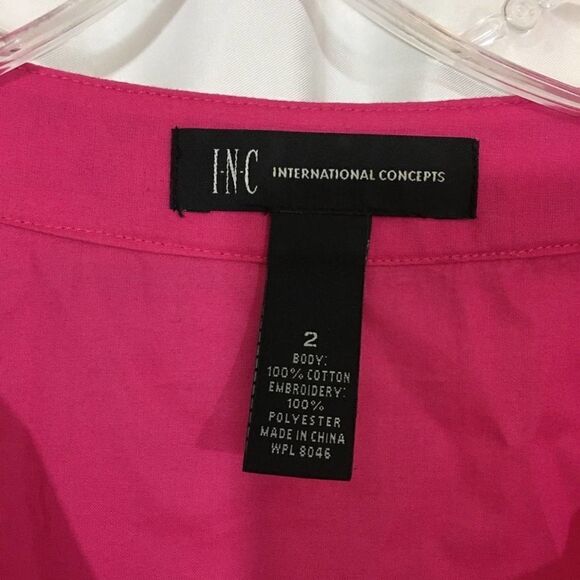 I·N·C INTERNATIONAL CONCEPTS
2
BODY:
100% COTTON
EMBROIDERY:
100%
POLYESTER
MADE IN CHINA
WPL 8046